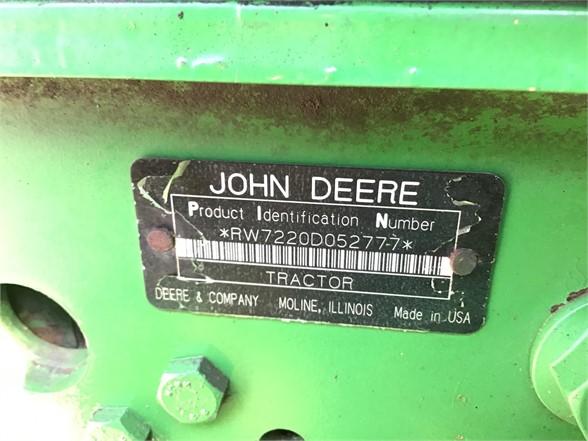 JOHN DEERE
Product Identification Number
*RW7220D052777*
TRACTOR
DEERE & COMPANY MOLINE, ILLINOIS Made in USA